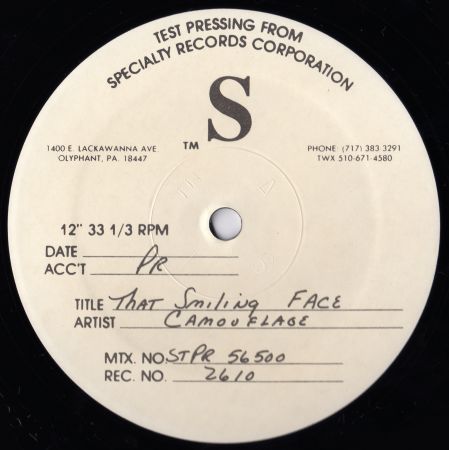 TEST PRESSING FROM
SPECIALTY RECORDS CORPORATION
S
TM
1400 E. LACKAWANNA AVE
OLYPHANT, PA. 18447
PHONE: (717) 383 3291
TWX 510-671-4580
12" 33 1/3 RPM
DATE
ACC'T PR
TITLE THAT SMILING FACE
ARTIST CAMOUFLAGE
MTX. NO. STPR 56500
REC. NO. 2610